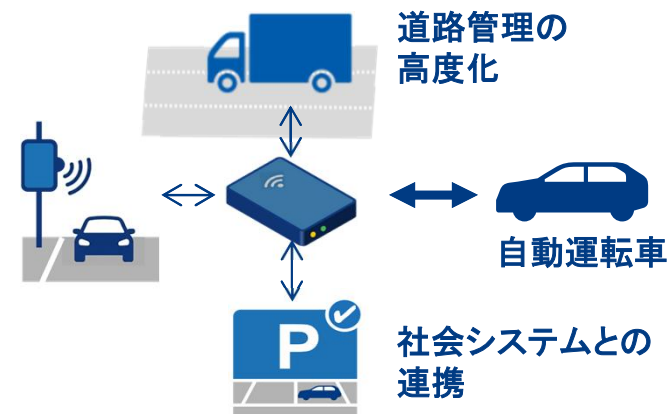 道路管理の
高度化
自動運転車
P
社会システムとの
連携